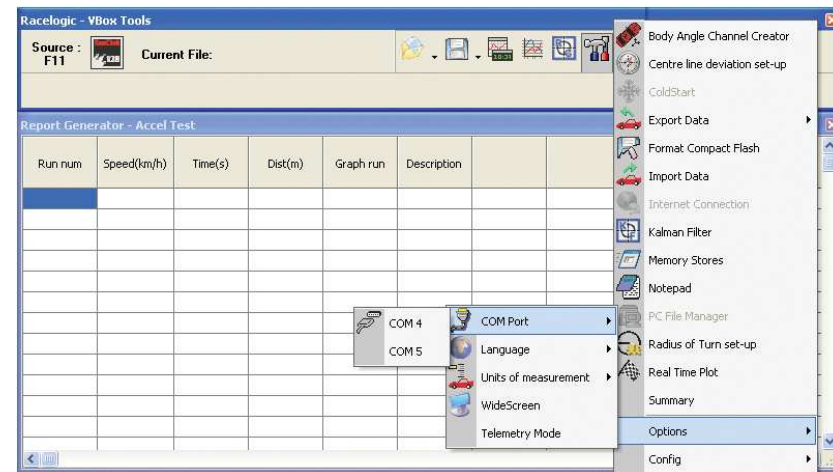 Racelogic - VBox Tools
Source :
F11
Current File:
Report Generator - Accel Test
Run num
Speed(km/h)
Time(s)
Dist(m)
Graph run
Description
Body Angle Channel Creator
Centre line deviation set-up
ColdStart
Export Data
Format Compact Flash
Import Data
Internet Connection
Kalman Filter
Memory Stores
Notepad
PC File Manager
Radius of Turn set-up
Real Time Plot
Summary
Options
Config
COM Port
Language
Units of measurement
WideScreen
Telemetry Mode
COM 4
COM 5